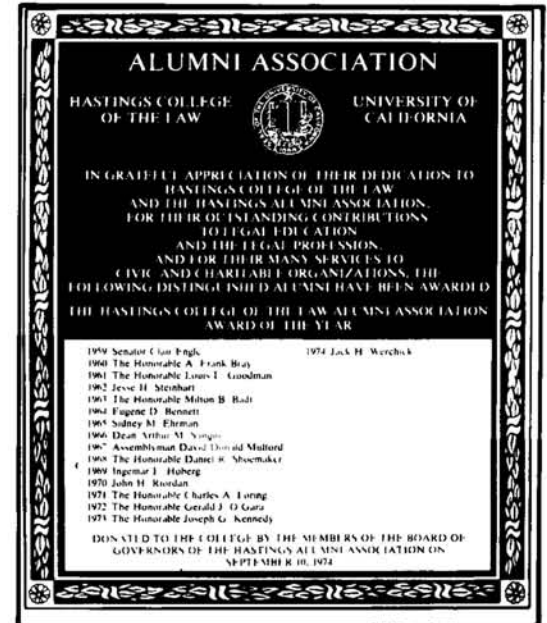 ALUMNI ASSOCIATION
HASTINGS COLLEGE
OF THE LAW
UNIVERSITY OF
CALIFORNIA
IN GRATEFUL APPRECIATION OF THEIR DEDICATION TO
HASTINGS COLLEGE OF THE LAW
AND THE HASTINGS ALUMNI ASSOCIATION,
FOR THEIR OUTSTANDING CONTRIBUTIONS
TO LEGAL EDUCATION
AND THE LEGAL PROFESSION,
AND FOR THEIR MANY SERVICES TO
CIVIC AND CHARITABLE ORGANIZATIONS, THE
FOLLOWING DISTINGUISHED ALUMNI HAVE BEEN AWARDED
THE HASTINGS COLLEGE OF THE LAW ALUMNI ASSOCIATION
AWARD OF THE YEAR
1959 Senator Clair Engle
1960 The Honorable A. Frank Bray
1961 The Honorable Louis E. Goodman
1962 Jesse H. Steinhart
1963 The Honorable Milton B. Badt
1964 Eugene D. Bennett
1965 Sidney M. Ehrman
1966 Dean Arthur M.
1967 Assemblyman David Donald Mulford
1968 The Honorable Daniel R. Shoemaker
1969 Ingemar E. Hoberg
1970 John H. Riordan
1971 The Honorable Charles A. Loring
1972 The Honorable Gerald J. O'Gara
1973 The Honorable Joseph G. Kennedy
1974 Jack H. Werchick
DONATED TO THE COLLEGE BY THE MEMBERS OF THE BOARD OF
GOVERNORS OF THE HASTINGS ALUMNI ASSOCIATION ON
SEPTEMBER 10, 1974